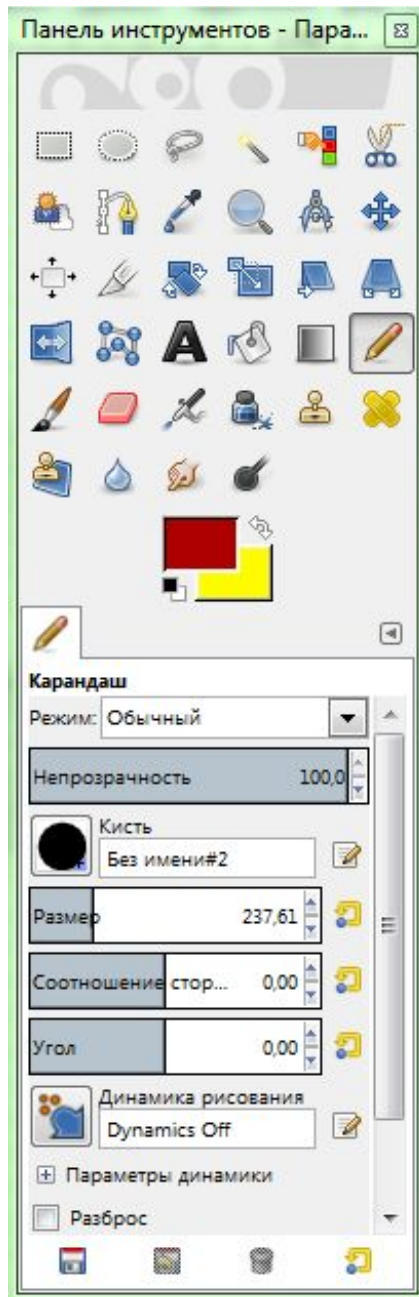 Панель инструментов - Пара...
Карандаш
Режим: Обычный
Непрозрачность 100,0
Кисть
Без имени#2
Размер 237,61
Соотношение стор... 0,00
Угол 0,00
Динамика рисования
Dynamics Off
Параметры динамики
Разброс